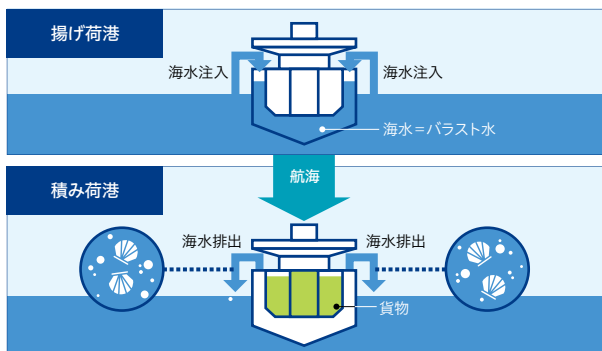 揚げ荷港
海水注入
海水注入
海水＝バラスト水
航海
積み荷港
海水排出
海水排出
貨物